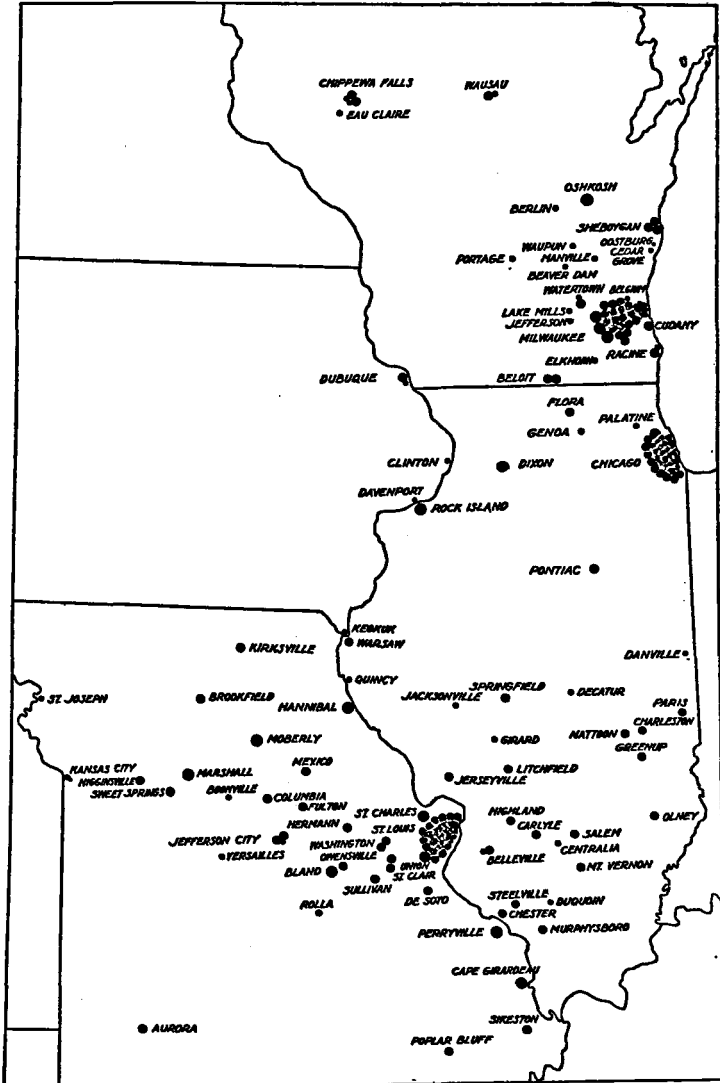 CHIPPEWA FALLS
WAUSAU
EAU CLAIRE
OSHKOSH
BERLIN
SHEBOYGAN
WAUPUN
OOSTBURG
CEDAR
GROVE
PORTAGE
MANVILLE
BEAVER DAM
WATERTOWN
BELGIUM
LAKE MILLS
JEFFERSON
CUDAHY
MILWAUKEE
RACINE
ELKHORN
DUBUQUE
BELOIT
FLORA
PALATINE
GENOA
CLINTON
DIXON
CHICAGO
DAVENPORT
ROCK ISLAND
PONTIAC
KEOKUK
WARSAW
KIRKSVILLE
DANVILLE
QUINCY
ST. JOSEPH
BROOKFIELD
HANNIBAL
JACKSONVILLE
SPRINGFIELD
DECATUR
PARIS
CHARLESTON
MOBERLY
GIRARD
MATTOON
GREENUP
KANSAS CITY
HIGGINSVILLE
MARSHALL
MEXICO
LITCHFIELD
JERSEYVILLE
SWEET SPRINGS
BOONVILLE
COLUMBIA
FULTON
ST. CHARLES
HIGHLAND
OLNEY
HERMANN
ST. LOUIS
CARLYLE
SALEM
JEFFERSON CITY
WASHINGTON
CENTRALIA
VERSAILLES
OWENSVILLE
UNION
BELLEVILLE
BLAND
ST. CLAIR
MT. VERNON
SULLIVAN
DE SOTO
STEELVILLE
DUQUOIN
ROLLA
CHESTER
PERRYVILLE
MURPHYSBORO
CAPE GIRARDEAU
SIKESTON
AURORA
POPLAR BLUFF